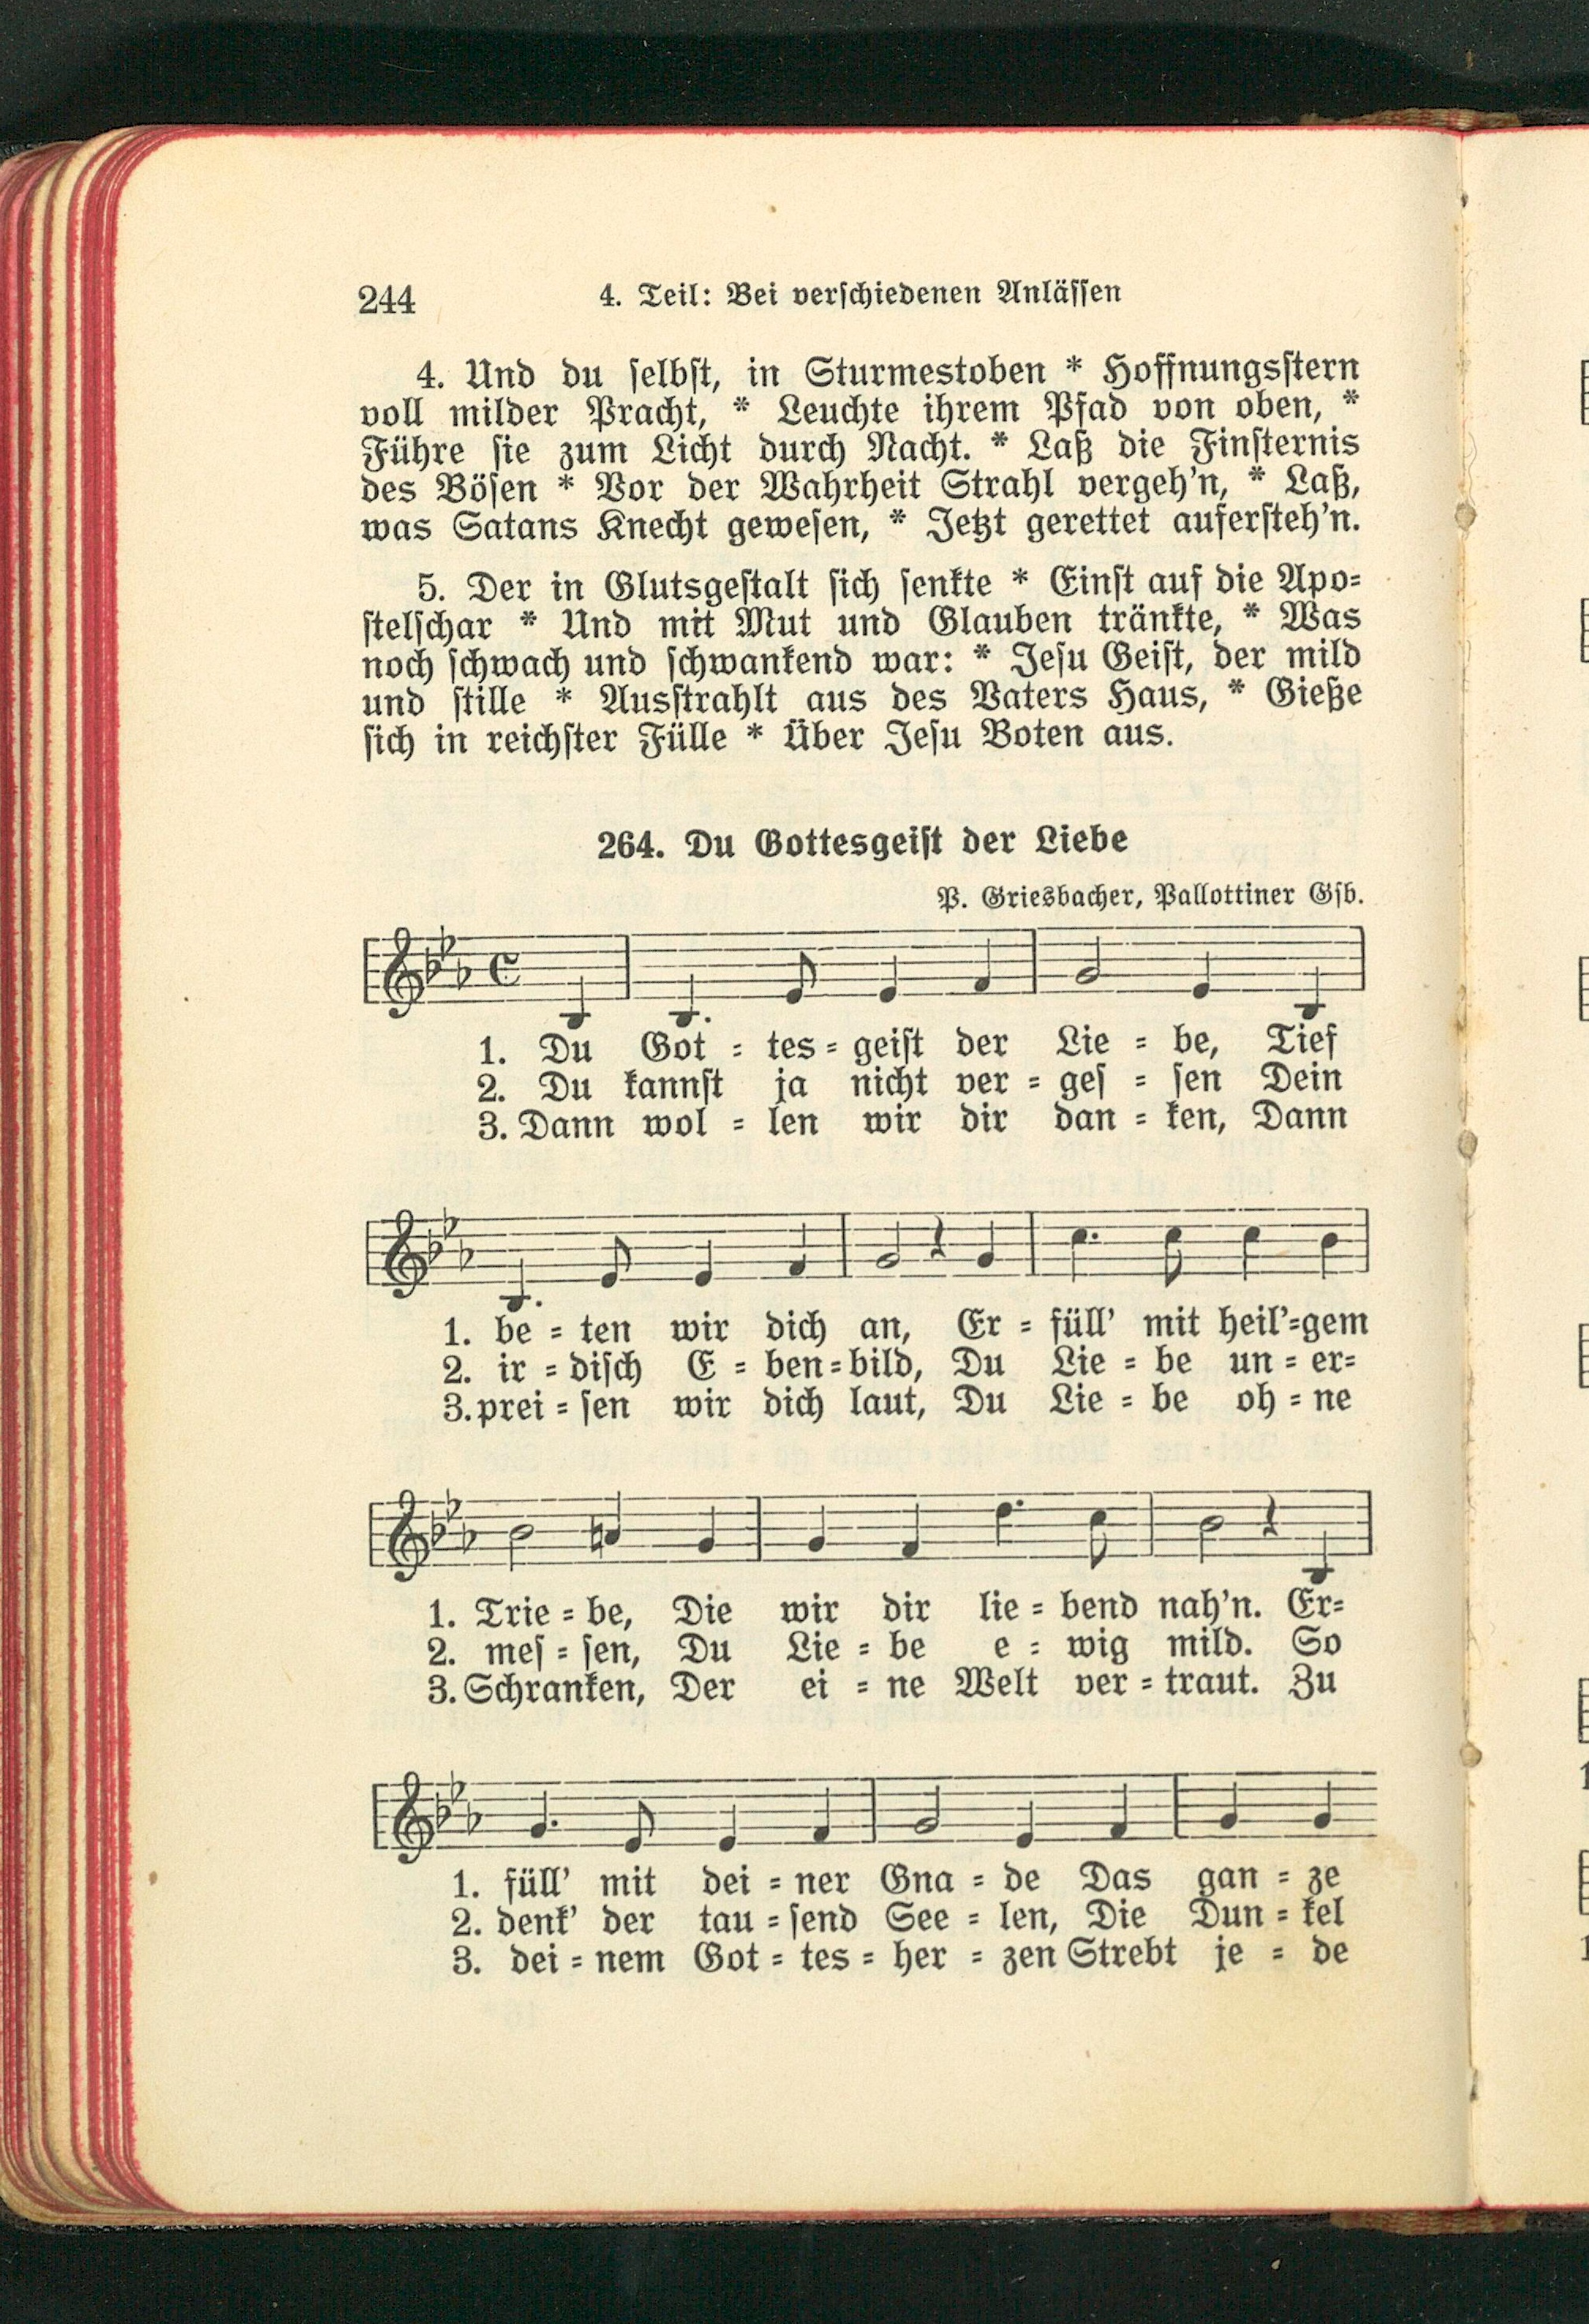 244
4. Teil: Bei verschiedenen Anlässen
4. Und du selbst, in Sturmestoben * Hoffnungsstern
voll milder Pracht, * Leuchte ihrem Pfad von oben, *
Führe sie zum Licht durch Nacht. * Laß die Finsternis
des Bösen * Vor der Wahrheit Strahl vergeh'n, * Laß,
was Satans Knecht gewesen, * Jetzt gerettet aufersteh'n.
5. Der in Glutsgestalt sich senkte * Einst auf die Apo-
stelschar * Und mit Mut und Glauben tränkte, * Was
noch schwach und schwankend war: * Jesu Geist, der mild
und stille * Ausstrahlt aus des Vaters Haus, * Gieße
sich in reichster Fülle * Über Jesu Boten aus.
264. Du Gottesgeist der Liebe
P. Griesbacher, Pallottiner Gsb.
1. Du Got - tes - geist der Lie - be, Tief
2. Du kannst ja nicht ver - ges - sen Dein
3. Dann wol - len wir dir dan - ken, Dann
1. be - ten wir dich an, Er - füll' mit heil'-gem
2. ir - disch E - ben - bild, Du Lie - be un - er-
3. prei - sen wir dich laut, Du Lie - be oh - ne
1. Trie - be, Die wir dir lie - bend nah'n. Er-
2. mes - sen, Du Lie - be e - wig mild. So
3. Schranken, Der ei - ne Welt ver - traut. Zu
1. füll' mit dei - ner Gna - de Das gan - ze
2. denk' der tau - send See - len, Die Dun - kel
3. dei - nem Got - tes - her - zen Strebt je - de